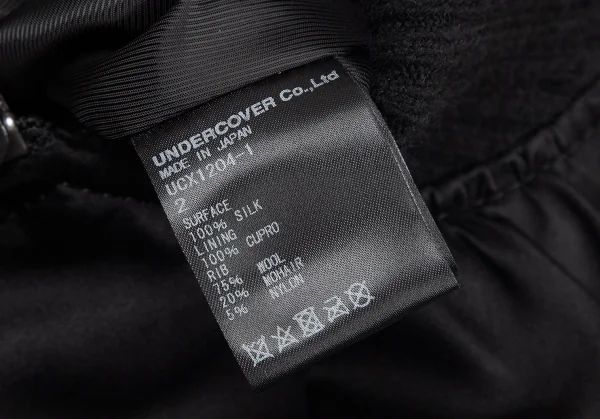 UNDERCOVER Co.,Ltd
MADE IN JAPAN
UCX1204-1
2
SURFACE
100% SILK
LINING
100% CUPRO
RIB
75% WOOL
20% MOHAIR
5% NYLON